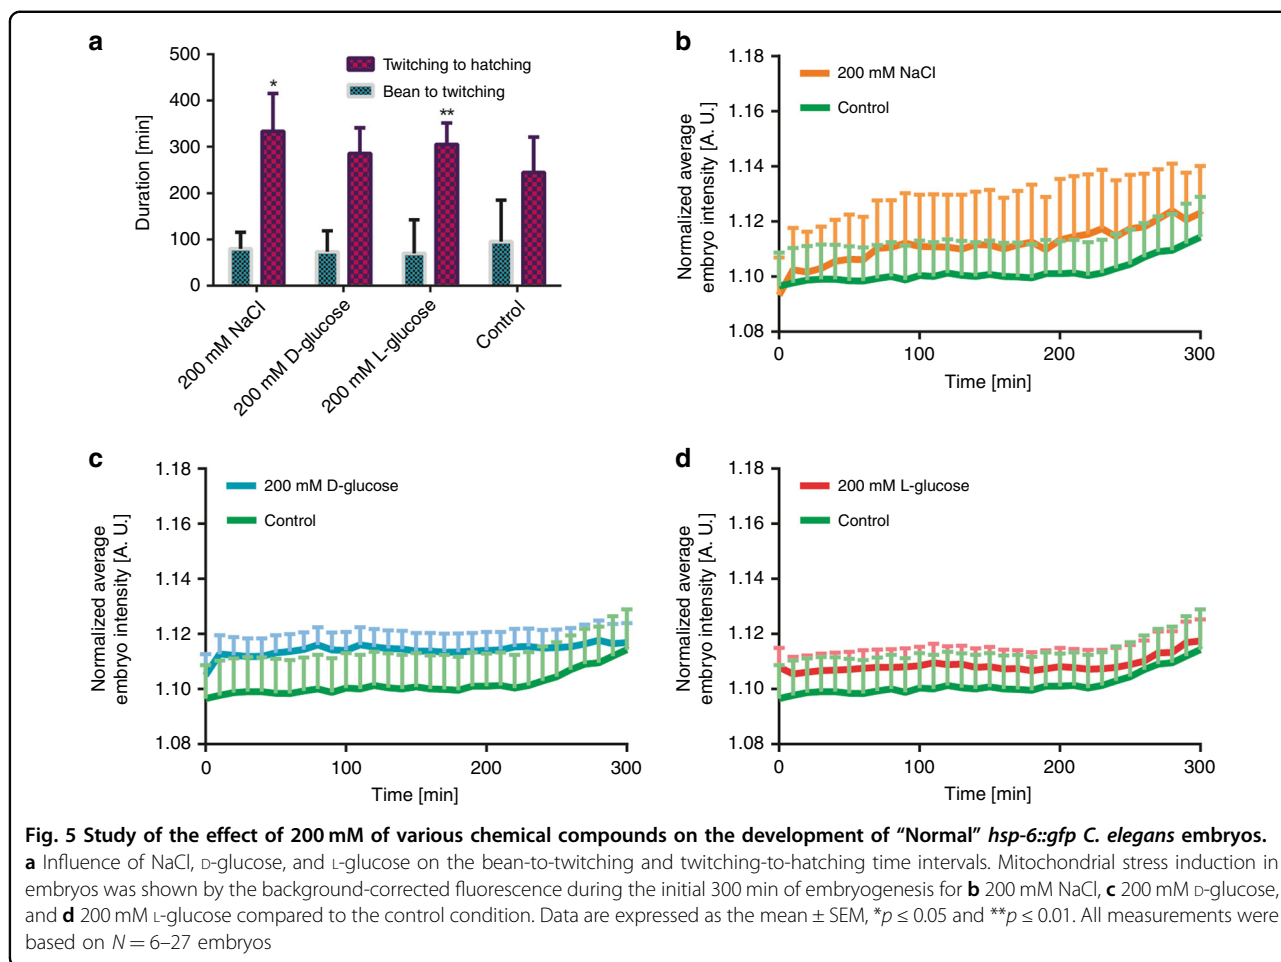 a
500
400
300
200
100
0
Duration [min]
Twitching to hatching
Bean to twitching
*
**
200 mM NaCl
200 mM D-glucose
200 mM L-glucose
Control
b
1.18
1.16
1.14
1.12
1.10
1.08
Normalized average
embryo intensity [A. U.]
200 mM NaCl
Control
0
100
200
300
Time [min]
c
1.18
1.16
1.14
1.12
1.10
1.08
Normalized average
embryo intensity [A. U.]
200 mM D-glucose
Control
0
100
200
300
Time [min]
d
1.18
1.16
1.14
1.12
1.10
1.08
Normalized average
embryo intensity [A. U.]
200 mM L-glucose
Control
0
100
200
300
Time [min]
Fig. 5 Study of the effect of 200 mM of various chemical compounds on the development of “Normal” hsp-6::gfp C. elegans embryos.
a Influence of NaCl, D-glucose, and L-glucose on the bean-to-twitching and twitching-to-hatching time intervals. Mitochondrial stress induction in
embryos was shown by the background-corrected fluorescence during the initial 300 min of embryogenesis for b 200 mM NaCl, c 200 mM D-glucose,
and d 200 mM L-glucose compared to the control condition. Data are expressed as the mean ± SEM, *p ≤ 0.05 and **p ≤ 0.01. All measurements were
based on N = 6–27 embryos